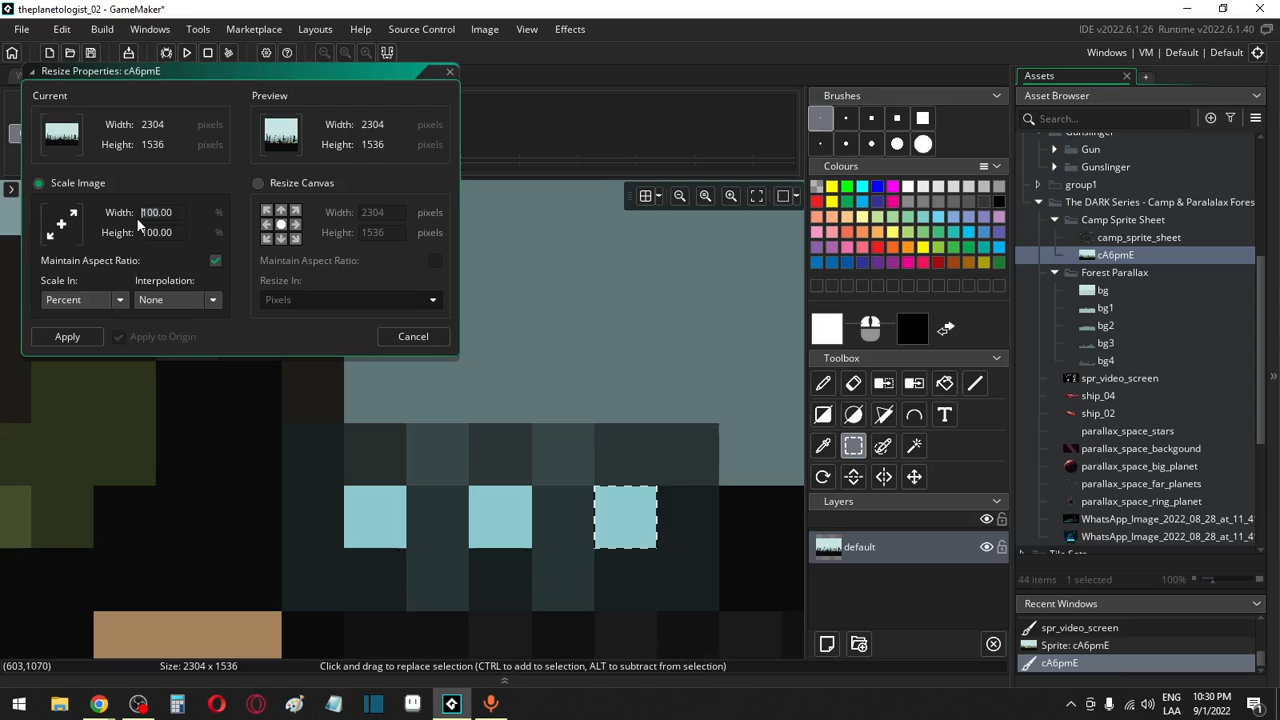 theplanetologist_02 - GameMaker*
File Edit Build Windows Tools Marketplace Layouts Help Source Control Image View Effects
IDE v2022.6.1.26 Runtime v2022.6.1.40
Windows | VM | Default | Default
Resize Properties: cA6pmE
Current
Width: 2304 pixels
Height: 1536 pixels
Preview
Width: 2304 pixels
Height: 1536 pixels
Scale Image
Width: 100.00 %
Height: 100.00 %
Maintain Aspect Ratio:
Scale In: Interpolation:
Percent None
Resize Canvas
Width: 2304 pixels
Height: 1536 pixels
Maintain Aspect Ratio:
Resize In:
Pixels
Apply Apply to Origin Cancel
Brushes
Colours
Toolbox
T
Layers
default
Assets
Asset Browser
Search...
Gunslinger
Gun
Gunslinger
group1
The DARK Series - Camp & Paralalax Fores
Camp Sprite Sheet
camp_sprite_sheet
cA6pmE
Forest Parallax
bg
bg1
bg2
bg3
bg4
spr_video_screen
ship_04
ship_02
parallax_space_stars
parallax_space_backgound
parallax_space_big_planet
parallax_space_far_planets
parallax_space_ring_planet
WhatsApp_Image_2022_08_28_at_11_4
WhatsApp_Image_2022_08_28_at_11_4
Tile Sets
44 items 1 selected 100%
Recent Windows
spr_video_screen
Sprite: cA6pmE
cA6pmE
(603,1070) Size: 2304 x 1536 Click and drag to replace selection (CTRL to add to selection, ALT to subtract from selection)
ENG
LAA
10:30 PM
9/1/2022